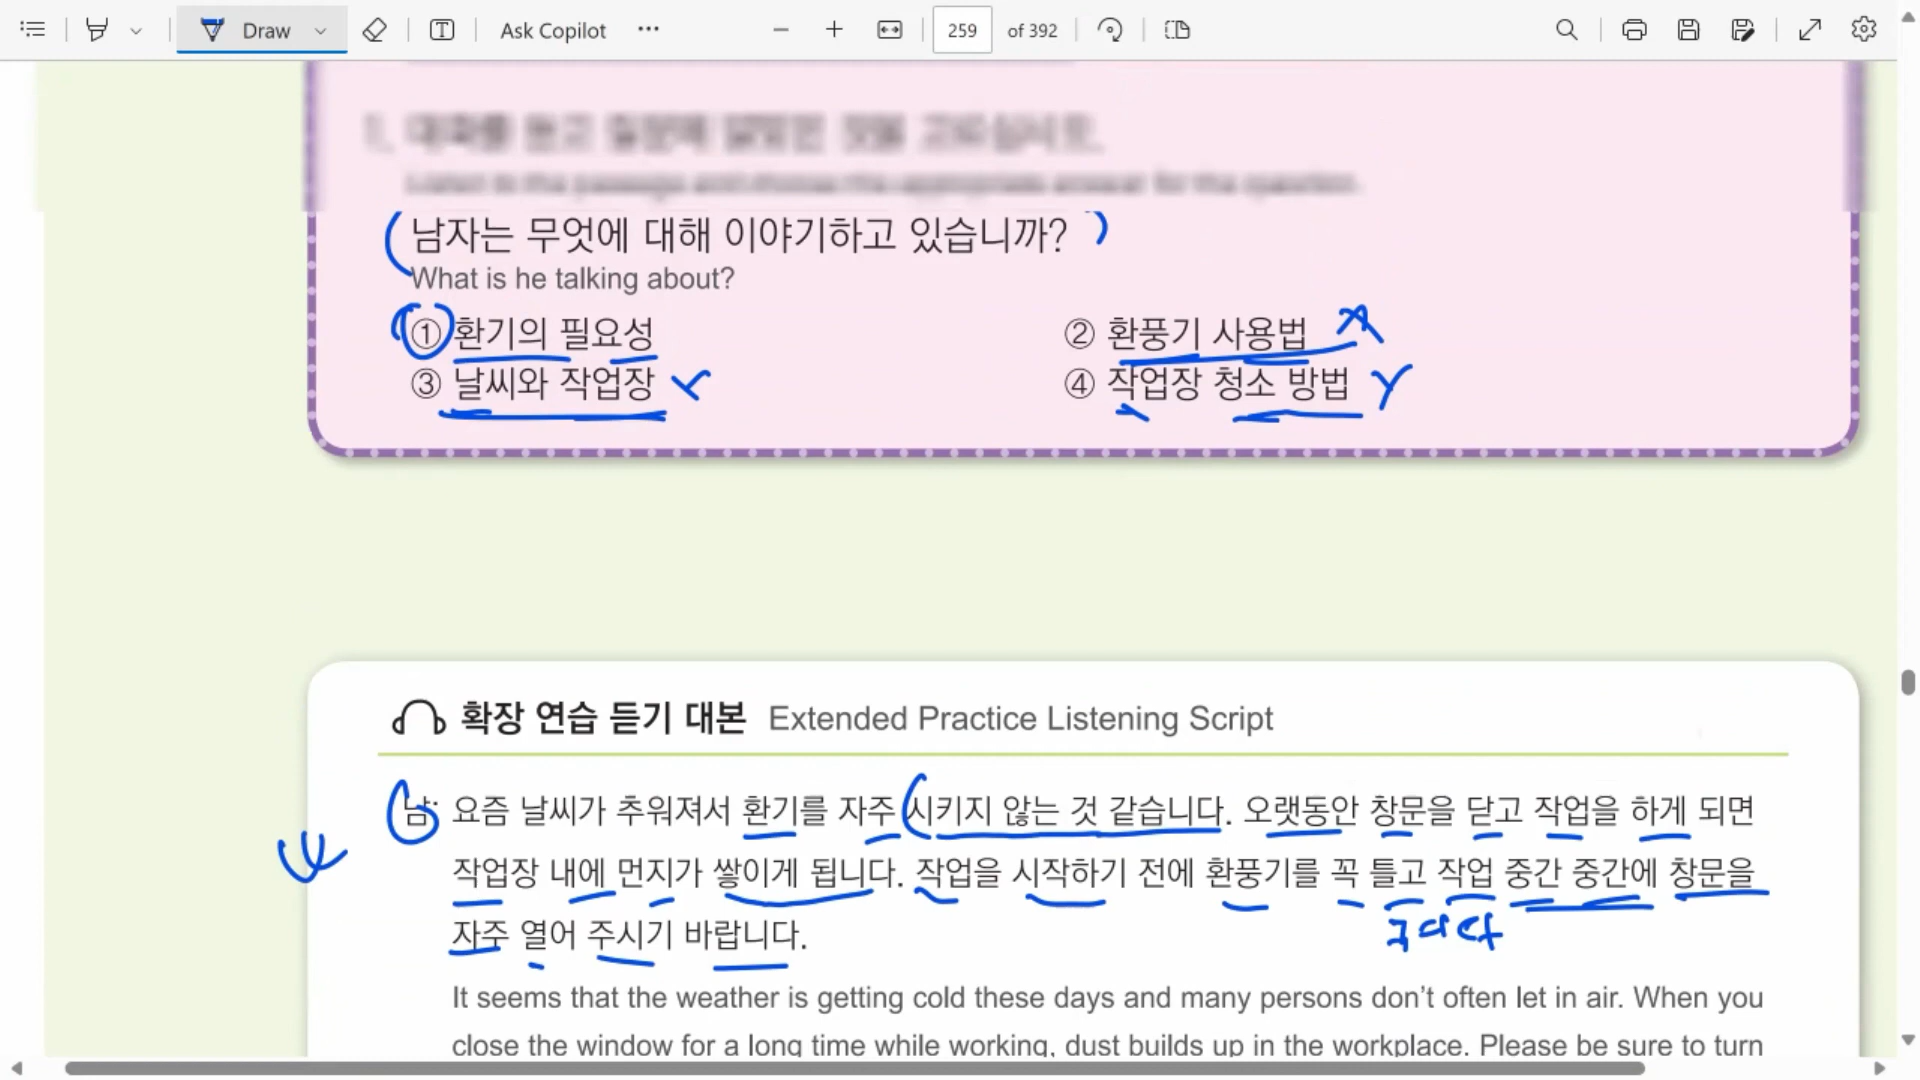 Draw
Ask Copilot
259 of 392
남자는 무엇에 대해 이야기하고 있습니까?
What is he talking about?
① 환기의 필요성 ② 환풍기 사용법
③ 날씨와 작업장 ④ 작업장 청소 방법
확장 연습 듣기 대본 Extended Practice Listening Script
남: 요즘 날씨가 추워져서 환기를 자주 시키지 않는 것 같습니다. 오랫동안 창문을 닫고 작업을 하게 되면
작업장 내에 먼지가 쌓이게 됩니다. 작업을 시작하기 전에 환풍기를 꼭 틀고 작업 중간 중간에 창문을
자주 열어 주시기 바랍니다.
It seems that the weather is getting cold these days and many persons don't often let in air. When you
close the window for a long time while working, dust builds up in the workplace. Please be sure to turn